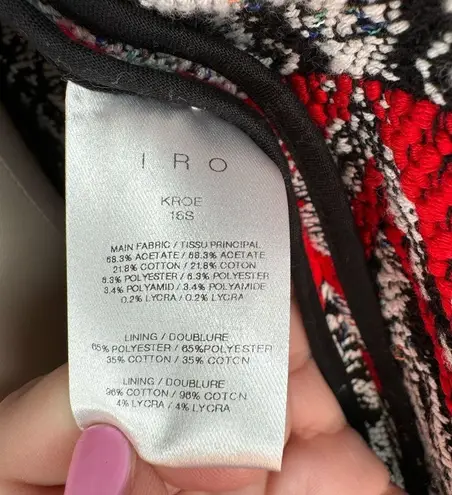 IRO
KROE
16S
MAIN FABRIC / TISSU PRINCIPAL
68.3% ACETATE / 68.3% ACETATE
21.8% COTTON / 21.8% COTON
6.3% POLYESTER / 6.3% POLYESTER
3.4% POLYAMID / 3.4% POLYAMIDE
0.2% LYCRA / 0.2% LYCRA
LINING / DOUBLURE
65% POLYESTER / 65%POLYESTER
35% COTTON / 35% COTON
LINING / DOUBLURE
96% COTTON / 96% COTON
4% LYCRA / 4% LYCRA